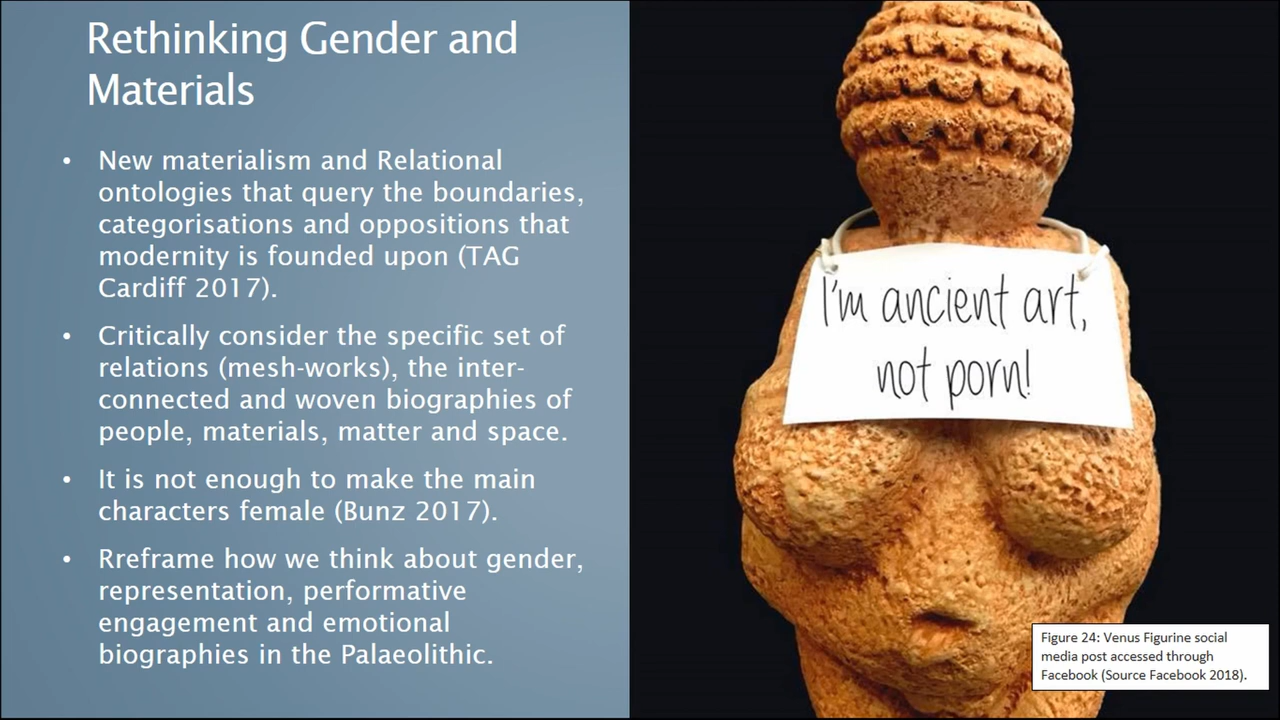 Rethinking Gender and
Materials
• New materialism and Relational
ontologies that query the boundaries,
categorisations and oppositions that
modernity is founded upon (TAG
Cardiff 2017).
• Critically consider the specific set of
relations (mesh-works), the inter-
connected and woven biographies of
people, materials, matter and space.
• It is not enough to make the main
characters female (Bunz 2017).
• Rreframe how we think about gender,
representation, performative
engagement and emotional
biographies in the Palaeolithic.
I'm ancient art,
not porn!
Figure 24: Venus Figurine social
media post accessed through
Facebook (Source Facebook 2018).